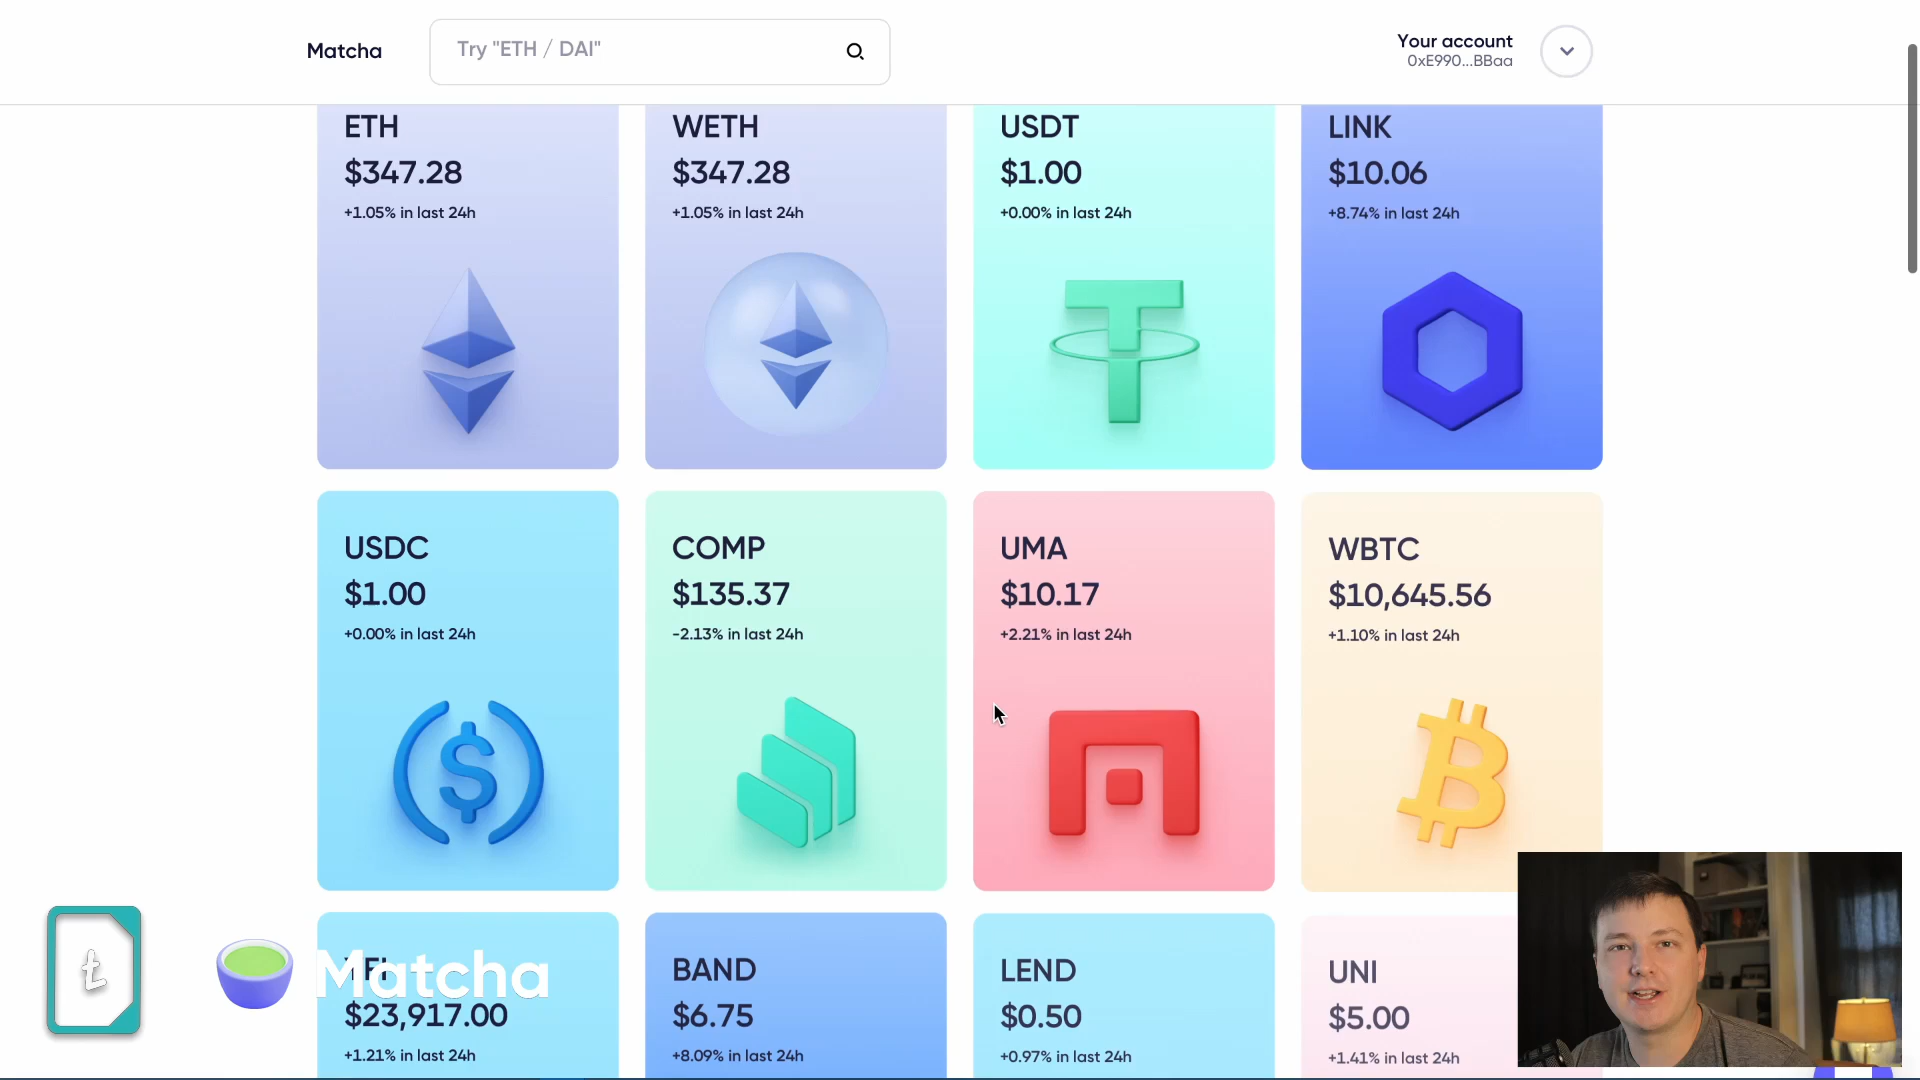 Matcha
Try "ETH / DAI"
Your account
0xE990...BBaa
ETH
$347.28
+1.05% in last 24h
WETH
$347.28
+1.05% in last 24h
USDT
$1.00
+0.00% in last 24h
LINK
$10.06
+8.74% in last 24h
USDC
$1.00
+0.00% in last 24h
COMP
$135.37
-2.13% in last 24h
UMA
$10.17
+2.21% in last 24h
WBTC
$10,645.56
+1.10% in last 24h
Matcha
$23,917.00
+1.21% in last 24h
BAND
$6.75
+8.09% in last 24h
LEND
$0.50
+0.97% in last 24h
UNI
$5.00
+1.41% in last 24h